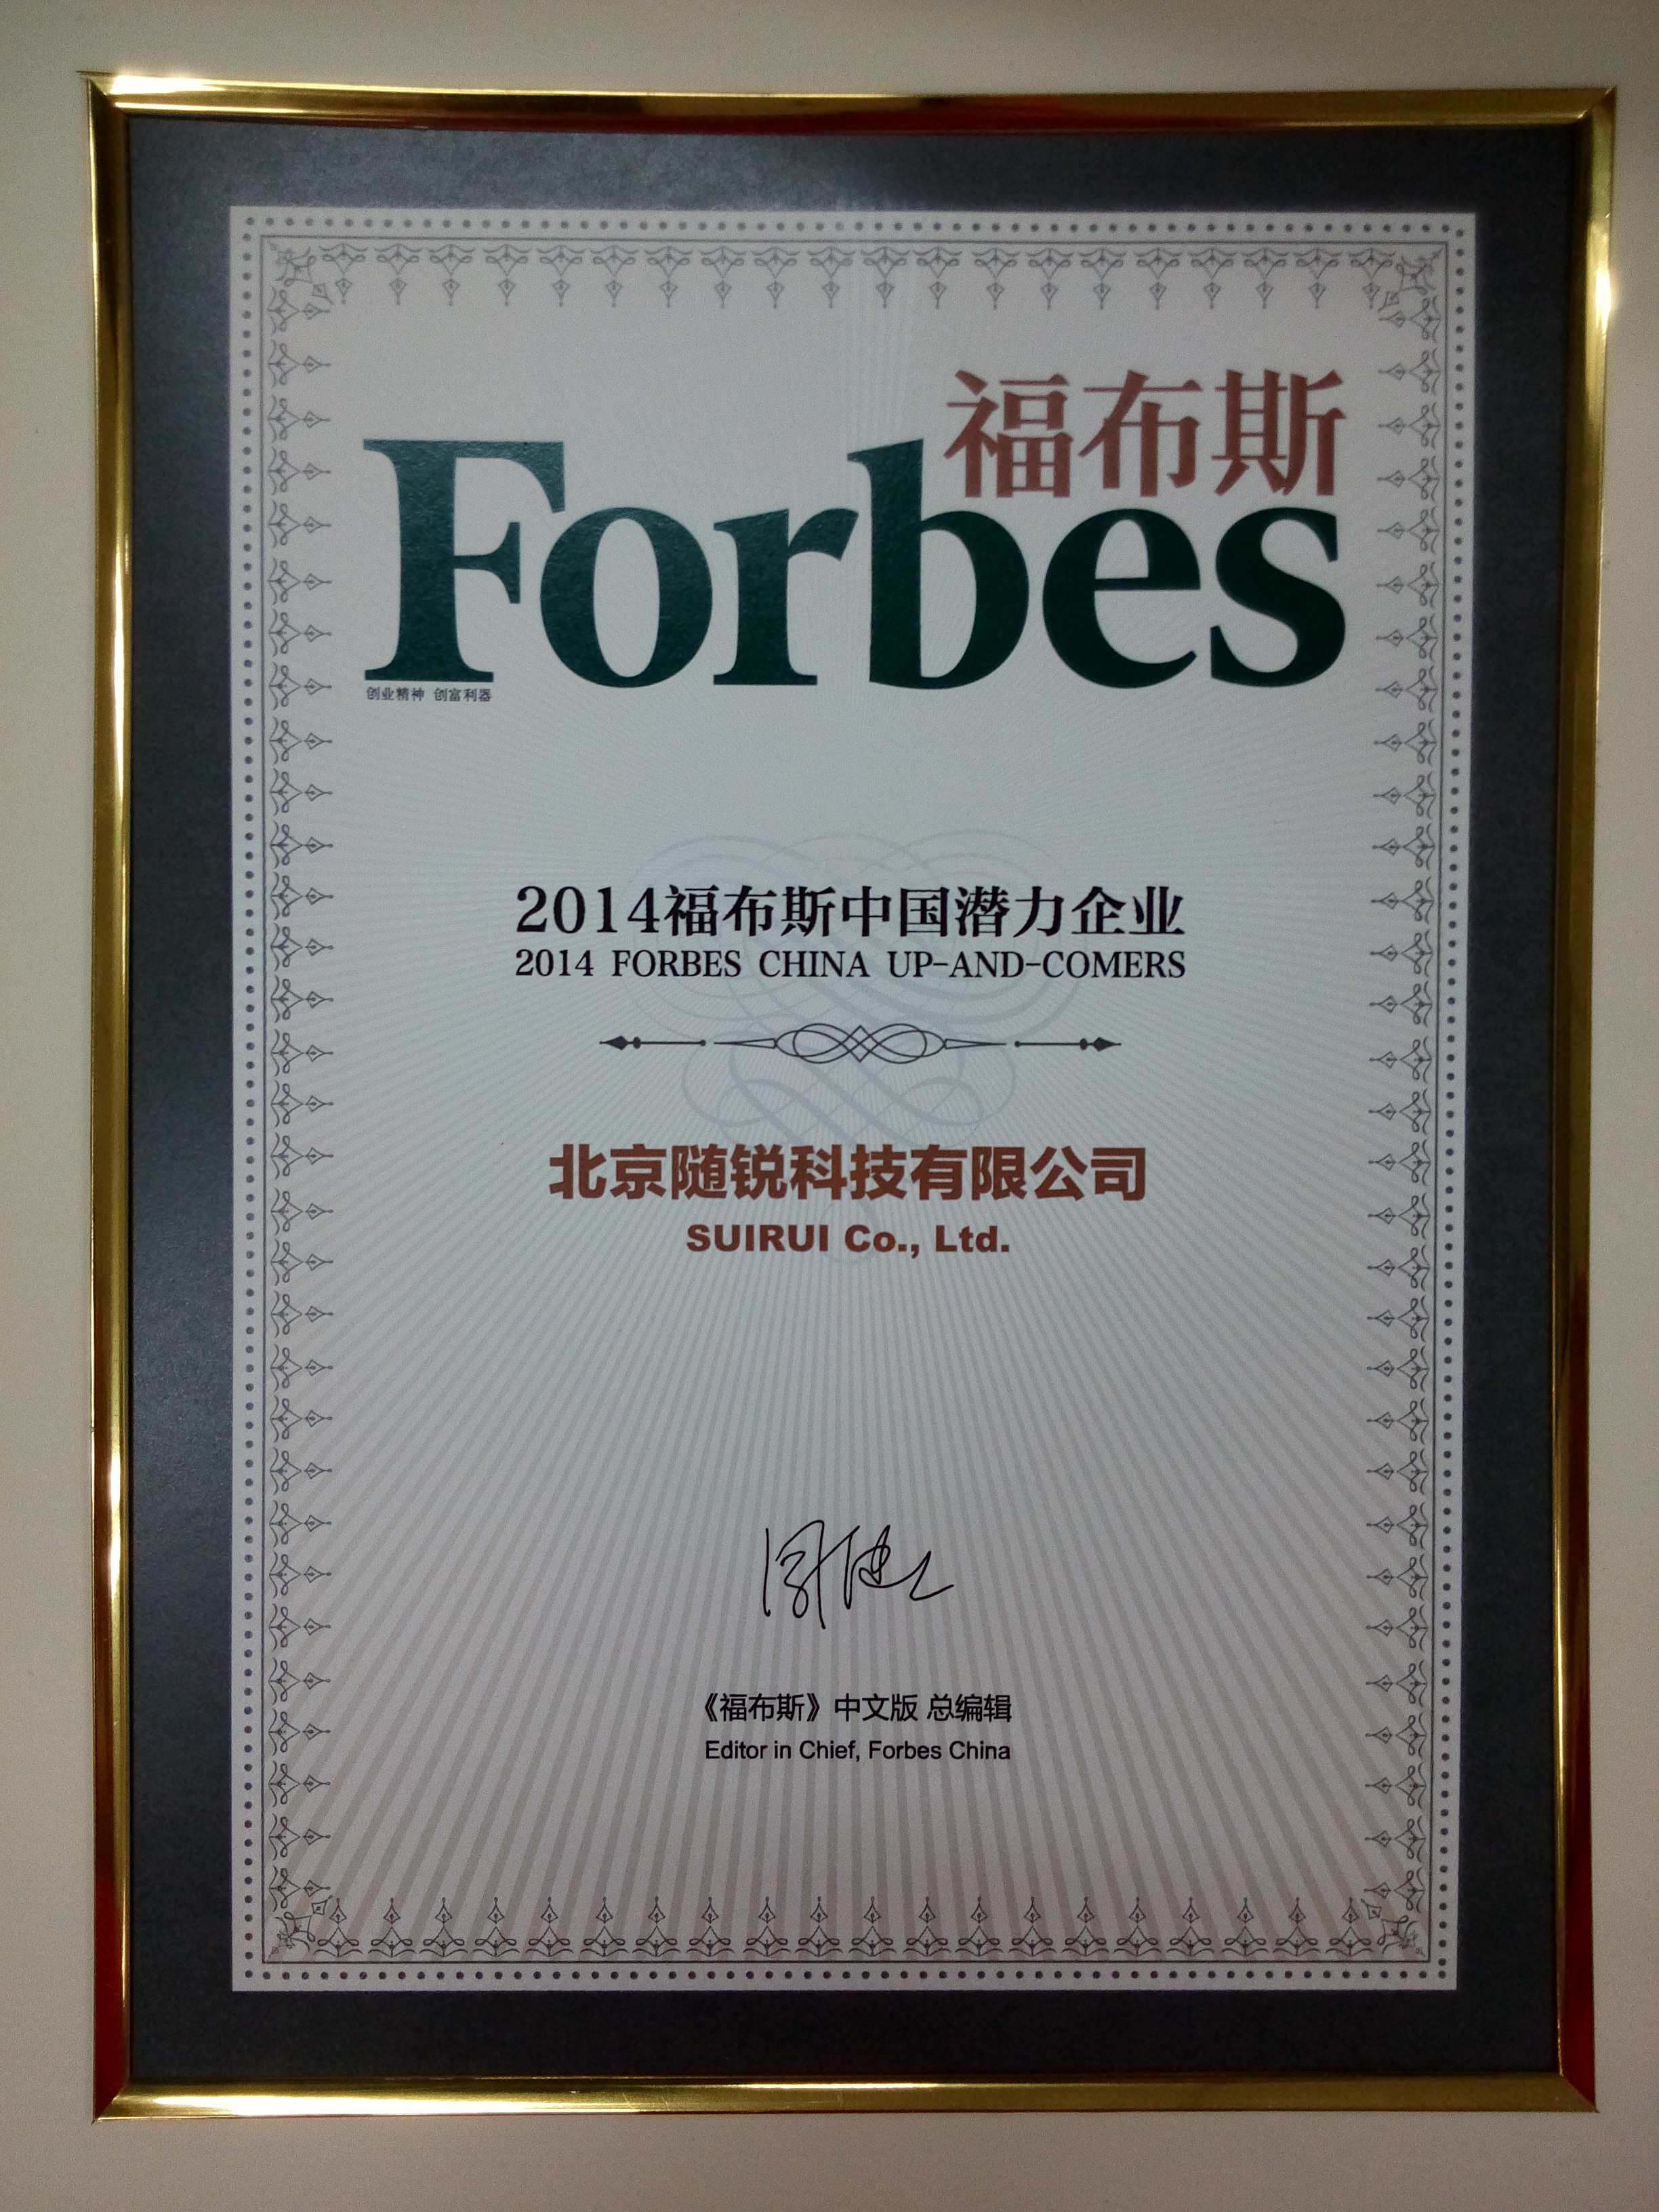 福布斯
Forbes
创业精神 创富利器
2014福布斯中国潜力企业
2014 FORBES CHINA UP-AND-COMERS
北京随锐科技有限公司
SUIRUI Co., Ltd.
《福布斯》中文版 总编辑
Editor in Chief, Forbes China